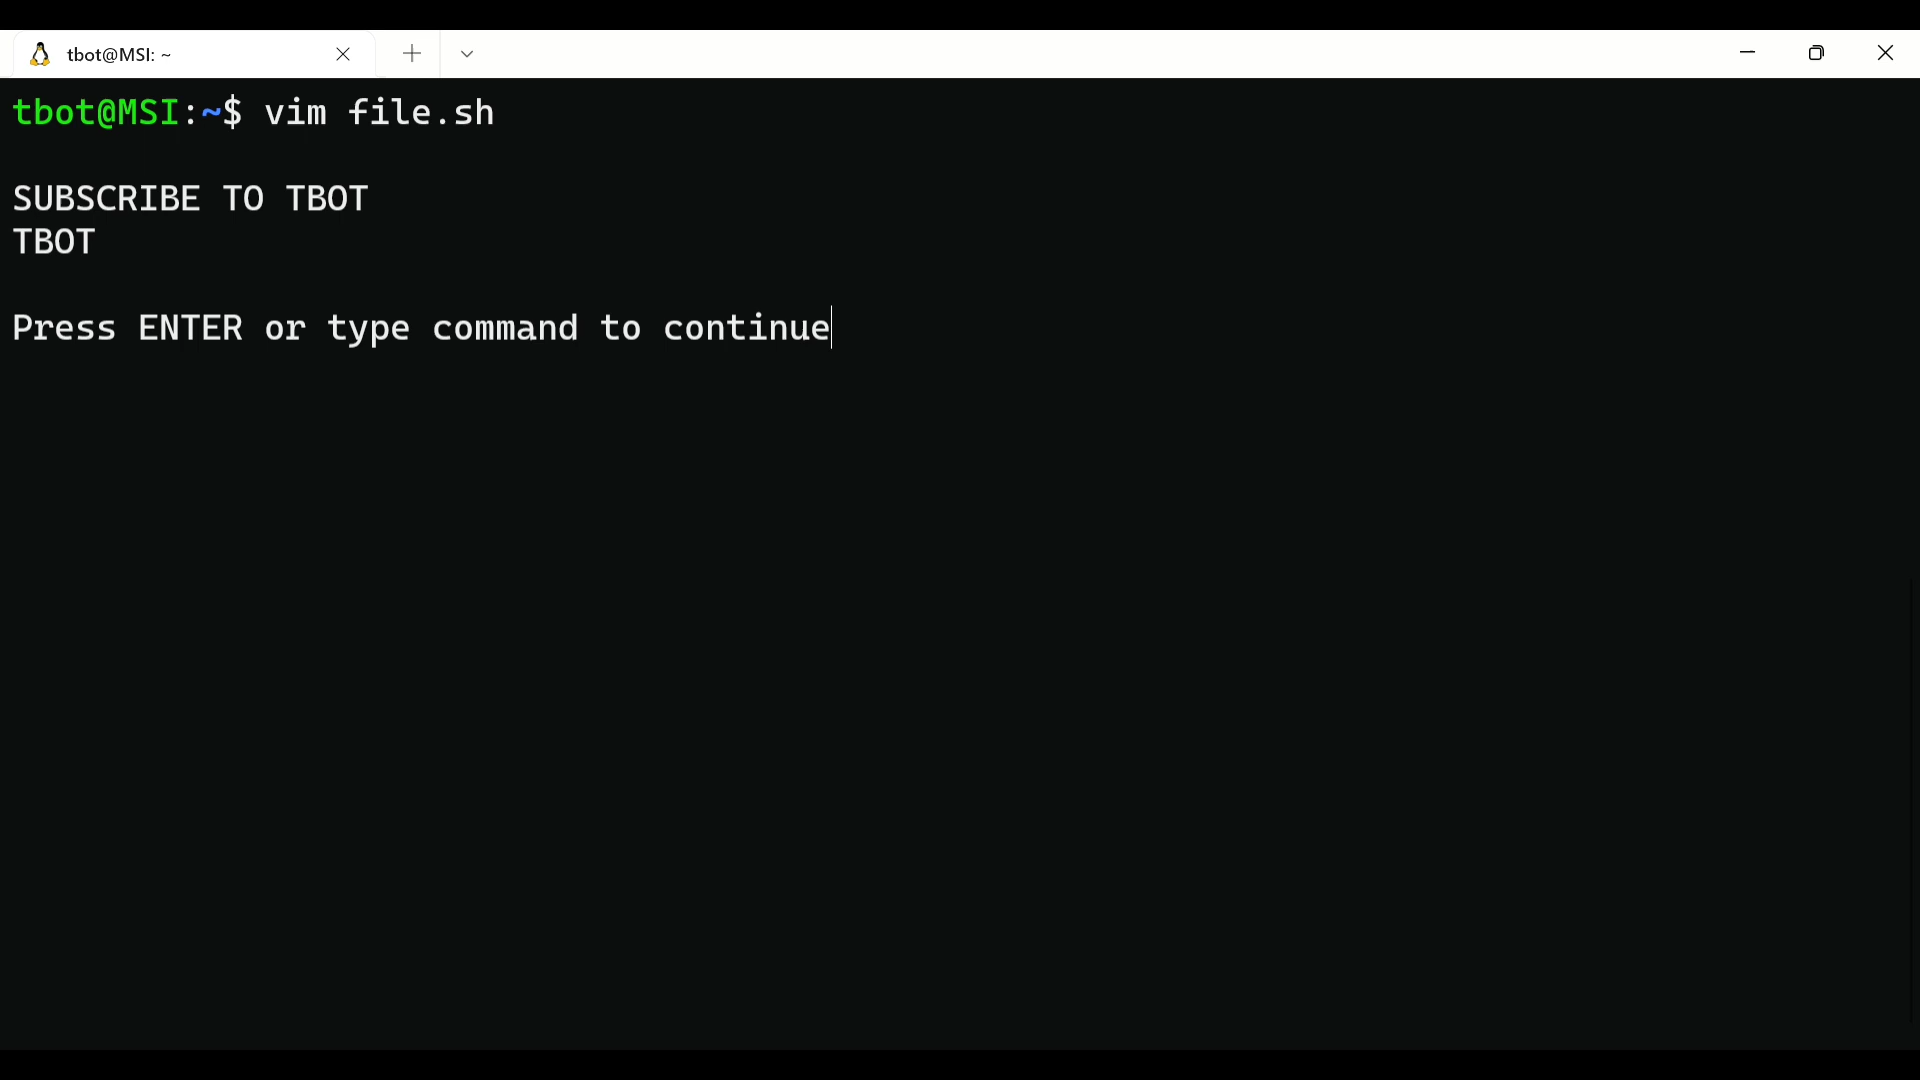 tbot@MSI: ~
tbot@MSI:~$ vim file.sh
SUBSCRIBE TO TBOT
TBOT
Press ENTER or type command to continue